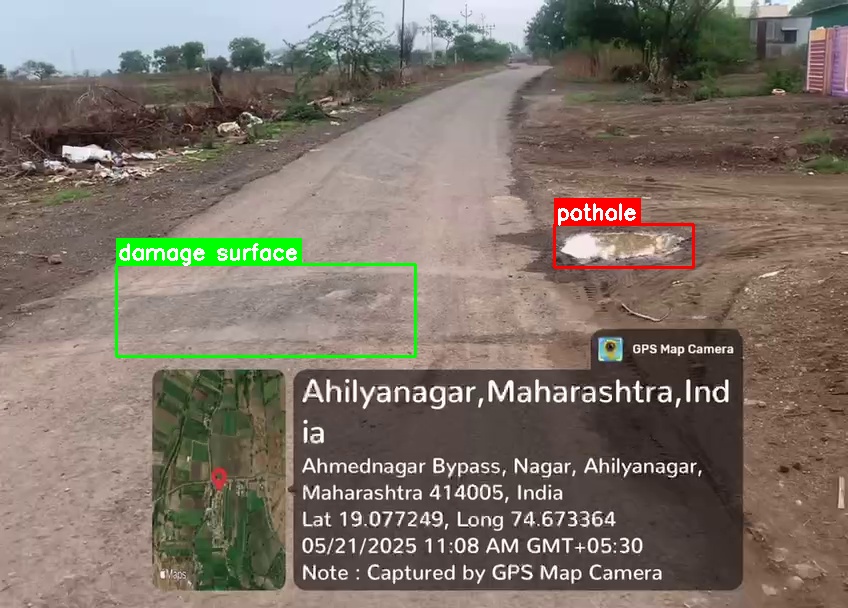 pothole
damage surface
GPS Map Camera
Ahilyanagar,Maharashtra,Ind
ia
Ahmednagar Bypass, Nagar, Ahilyanagar,
Maharashtra 414005, India
Lat 19.077249, Long 74.673364
05/21/2025 11:08 AM GMT+05:30
Note : Captured by GPS Map Camera
Maps